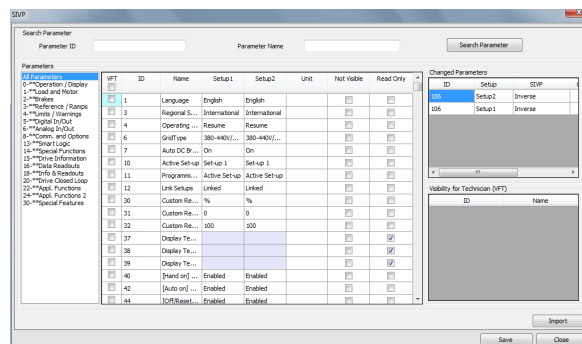 SIVP
Search Parameter
Parameter ID Parameter Name Search Parameter
Parameters
All Parameters
0-**Operation / Display
1-**Load and Motor
2-**Brakes
3-**Reference / Ramps
4-**Limits / Warnings
5-**Digital In/Out
6-**Analog In/Out
8-**Comm. and Options
13-**Smart Logic
14-**Special Functions
15-**Drive Information
16-**Data Readouts
18-**Info & Readouts
20-**Drive Closed Loop
22-**Appl. Functions
24-**Appl. Functions 2
30-**Special Features
VFT ID Name Setup1 Setup2 Unit Not Visible Read Only
1 Language English English
3 Regional S... International International
4 Operating ... Resume Resume
6 GridType 380-440V/... 380-440V/...
7 Auto DC Br... On On
10 Active Set-up Set-up 1 Set-up 1
11 Programmi... Active Set-up Active Set-up
12 Link Setups Linked Linked
30 Custom Re... % %
31 Custom Re... 0 0
32 Custom Re... 100 100
37 Display Te...
38 Display Te...
39 Display Te...
40 [Hand on] ... Enabled Enabled
42 [Auto on] ... Enabled Enabled
44 [Off/Reset... Enabled Enabled
Changed Parameters
ID Setup SIVP
106 Setup2 Inverse
106 Setup1 Inverse
Visibility for Technician (VFT)
ID Name
Import
Save Close